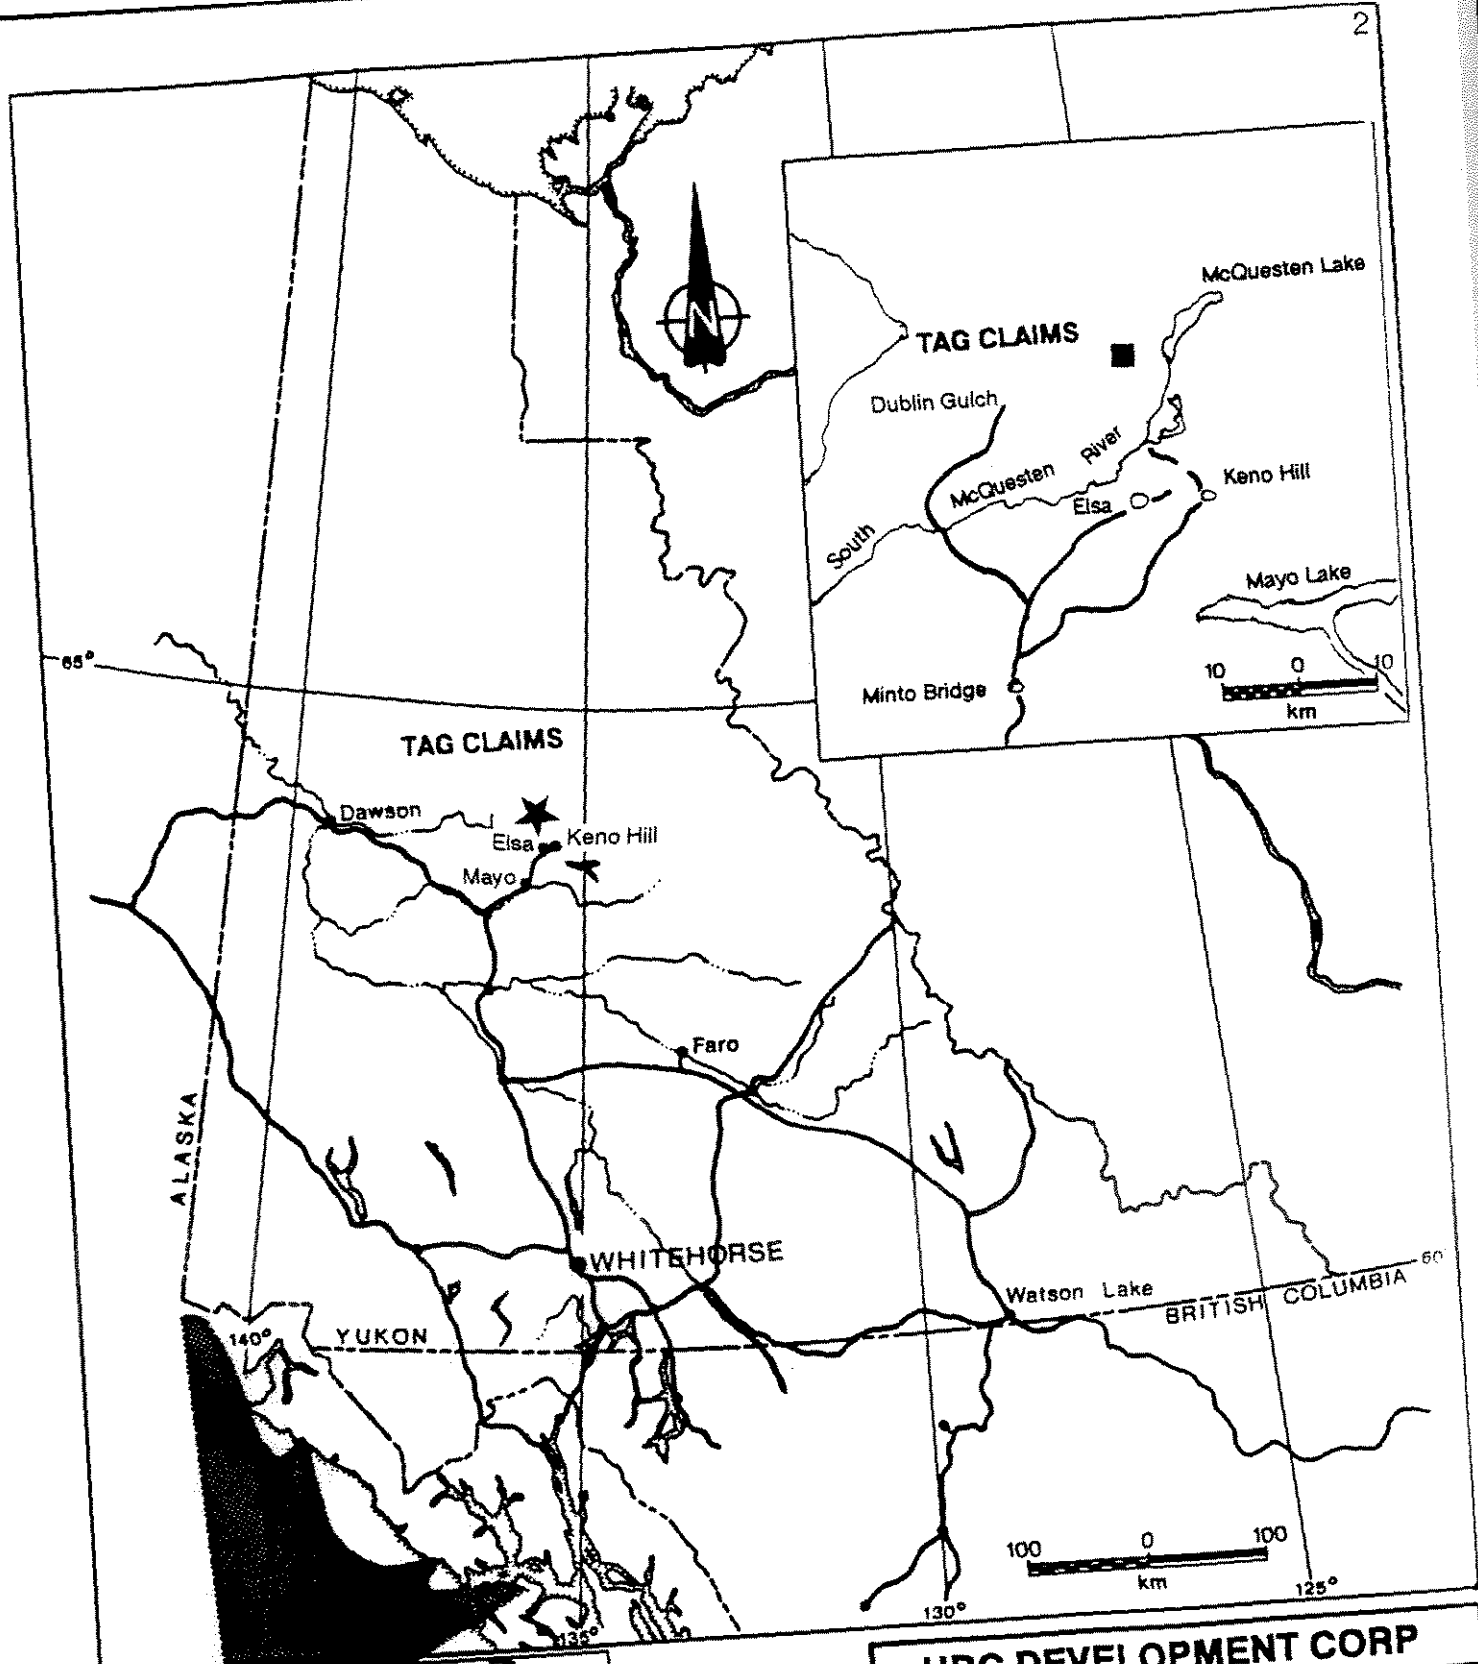 2
McQuesten Lake
TAG CLAIMS
Dublin Gulch
River
McQuesten
Keno Hill
Elsa
South
Mayo Lake
10 0 10
km
Minto Bridge
65°
TAG CLAIMS
Dawson
Elsa
Keno Hill
Mayo
Faro
ALASKA
WHITEHORSE
Watson Lake
60°
BRITISH COLUMBIA
140°
YUKON
N
100 0 100
km
125°
130°
135°
DEVELOPMENT CORP